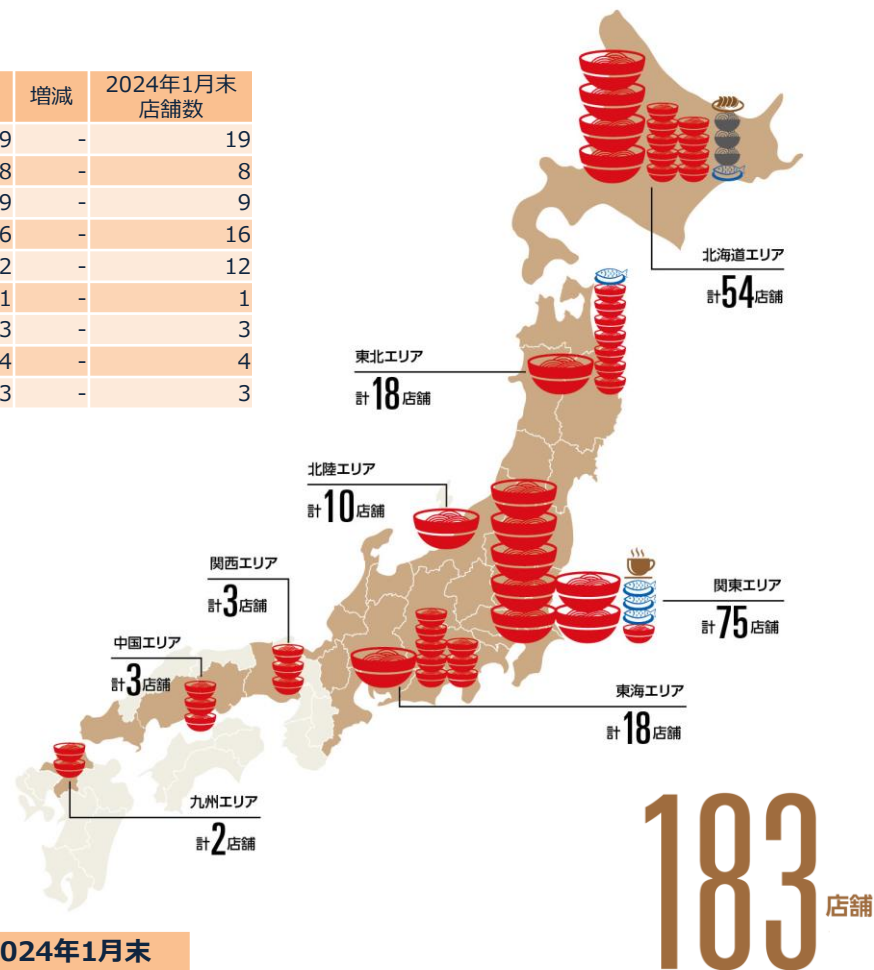 増減 2024年1月末
店舗数
9 - 19
8 - 8
9 - 9
6 - 16
2 - 12
1 - 1
3 - 3
4 - 4
3 - 3
北海道エリア
計54店舗
東北エリア
計18店舗
北陸エリア
計10店舗
関西エリア
計3店舗
関東エリア
計75店舗
中国エリア
計3店舗
東海エリア
計18店舗
九州エリア
計2店舗
183店舗
024年1月末